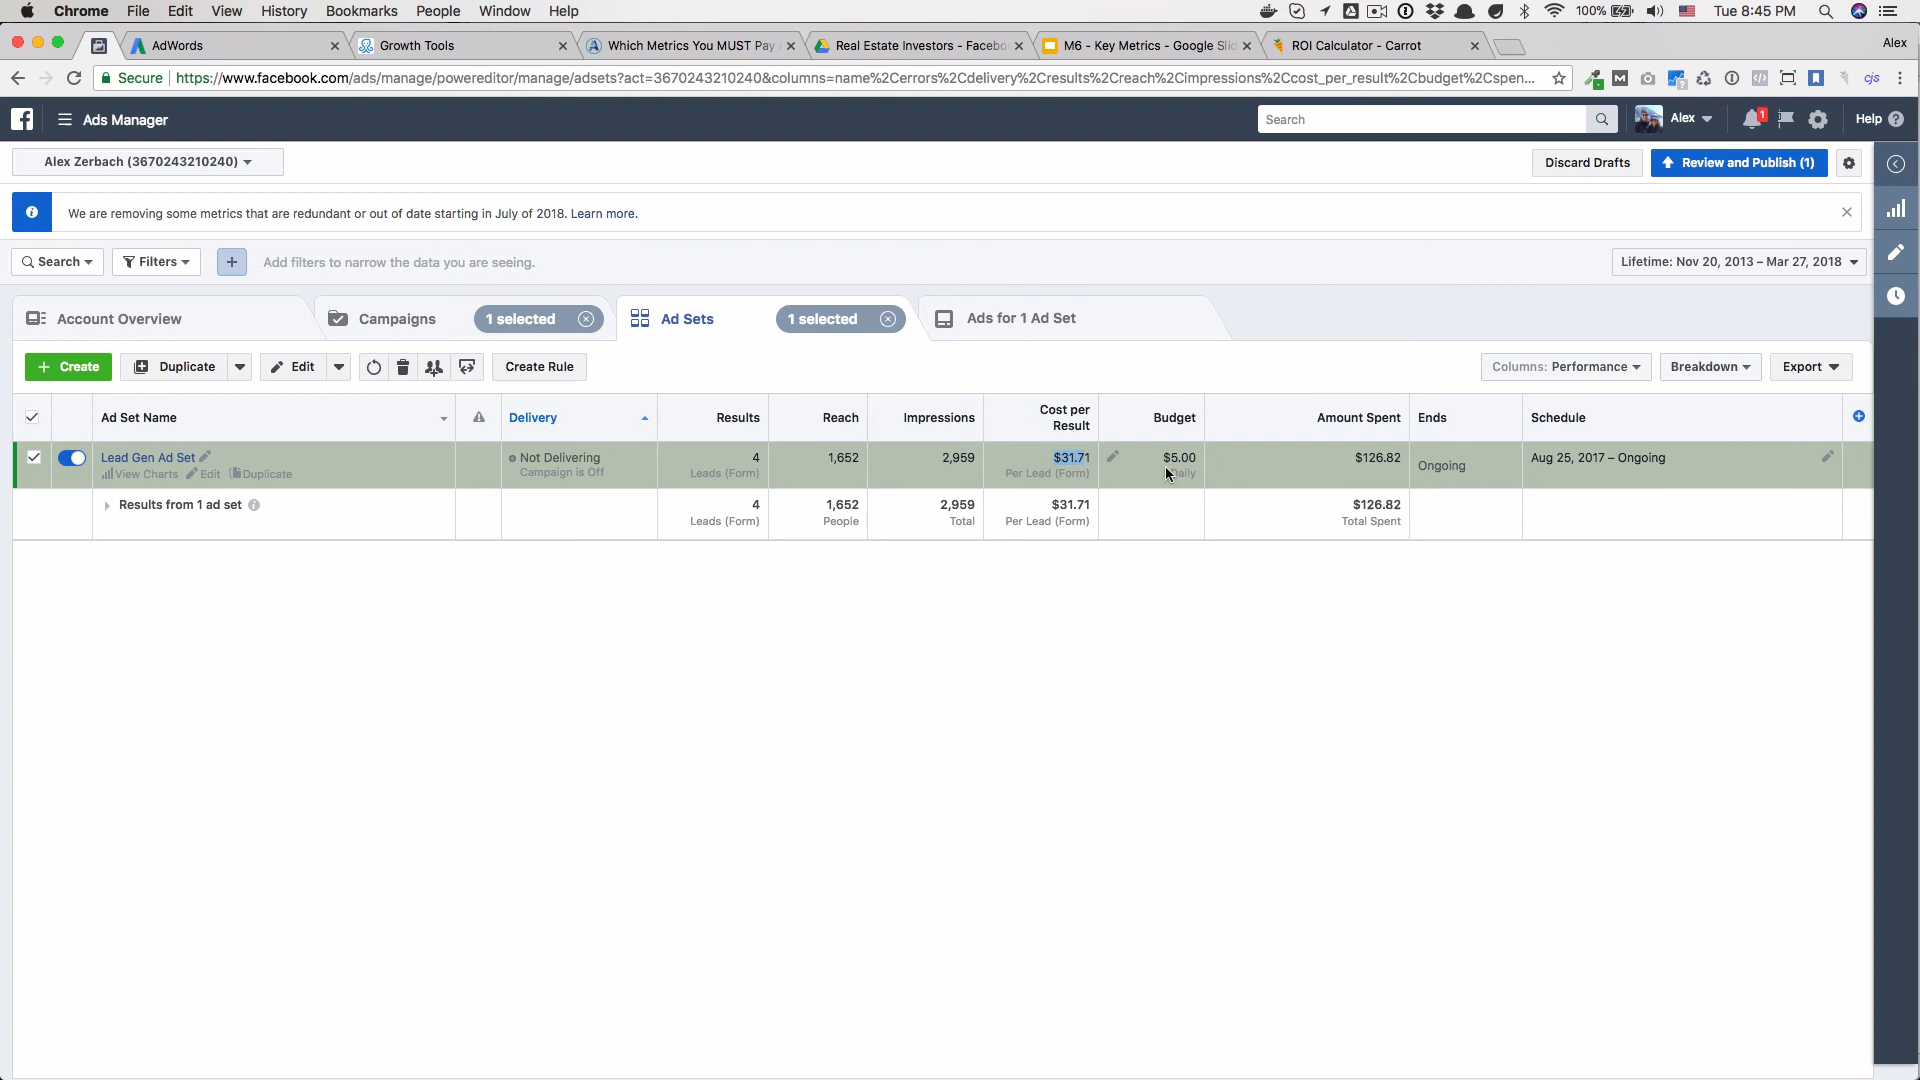 Chrome File Edit View History Bookmarks People Window Help 100% Tue 8:45 PM
AdWords Growth Tools Which Metrics You MUST Pay Real Estate Investors - Facebo M6 - Key Metrics - Google Slid ROI Calculator - Carrot Alex
Secure https://www.facebook.com/ads/manage/powereditor/manage/adsets?act=3670243210240&columns=name%2Cerrors%2Cdelivery%2Cresults%2Creach%2Cimpressions%2Ccost_per_result%2Cbudget%2Cspen... cjs
Ads Manager Search Alex 1 Help
Alex Zerbach (3670243210240) Discard Drafts Review and Publish (1)
We are removing some metrics that are redundant or out of date starting in July of 2018. Learn more.
Search Filters Add filters to narrow the data you are seeing. Lifetime: Nov 20, 2013 – Mar 27, 2018
Account Overview Campaigns 1 selected Ad Sets 1 selected Ads for 1 Ad Set
Create Duplicate Edit Create Rule Columns: Performance Breakdown Export
Ad Set Name Delivery Results Reach Impressions Cost per Result Budget Amount Spent Ends Schedule
Lead Gen Ad Set Not Delivering 4 1,652 2,959 $31.71 $5.00 $126.82 Ongoing Aug 25, 2017 – Ongoing
View Charts Edit Duplicate Campaign is Off Leads (Form) Per Lead (Form) Daily
Results from 1 ad set 4 1,652 2,959 $31.71 $126.82
Leads (Form) People Total Per Lead (Form) Total Spent